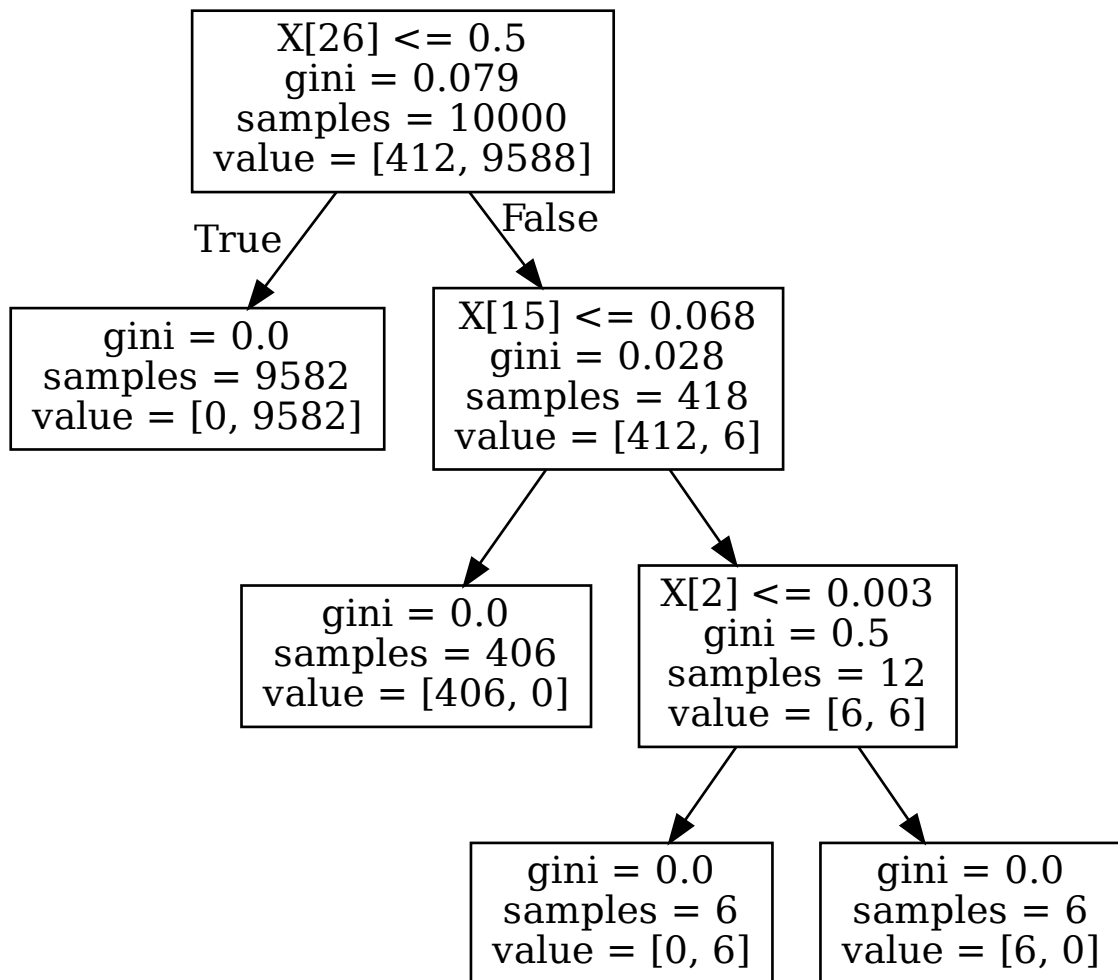 X[26] <= 0.5
gini = 0.079
samples = 10000
value = [412, 9588]
True
False
gini = 0.0
samples = 9582
value = [0, 9582]
X[15] <= 0.068
gini = 0.028
samples = 418
value = [412, 6]
gini = 0.0
samples = 406
value = [406, 0]
X[2] <= 0.003
gini = 0.5
samples = 12
value = [6, 6]
gini = 0.0
samples = 6
value = [0, 6]
gini = 0.0
samples = 6
value = [6, 0]